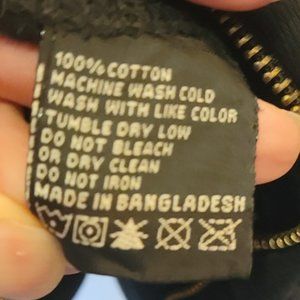 100% COTTON
MACHINE WASH COLD
WASH WITH LIKE COLOR
TUMBLE DRY LOW
DO NOT BLEACH
OR DRY CLEAN
DO NOT IRON
MADE IN BANGLADESH